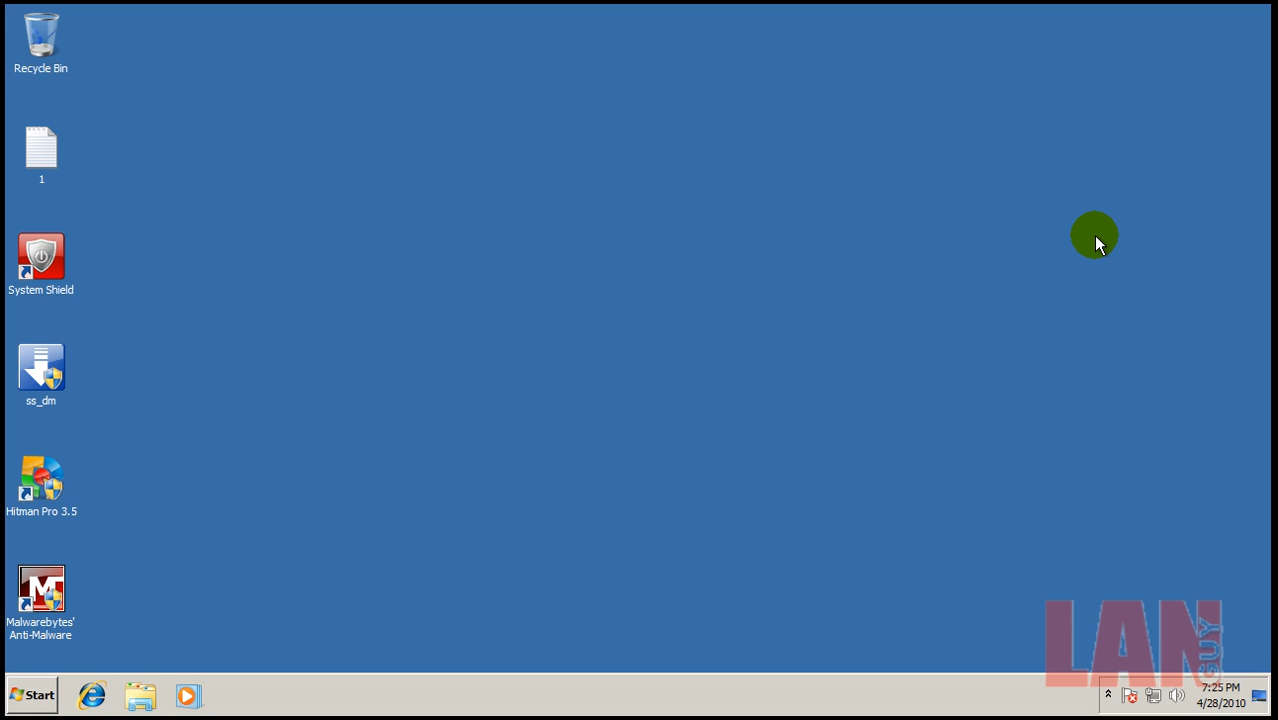 Recycle Bin
1
System Shield
ss_dm
Hitman Pro 3.5
Malwarebytes'
Anti-Malware
LAN
GUY
Start
7:25 PM
4/28/2010